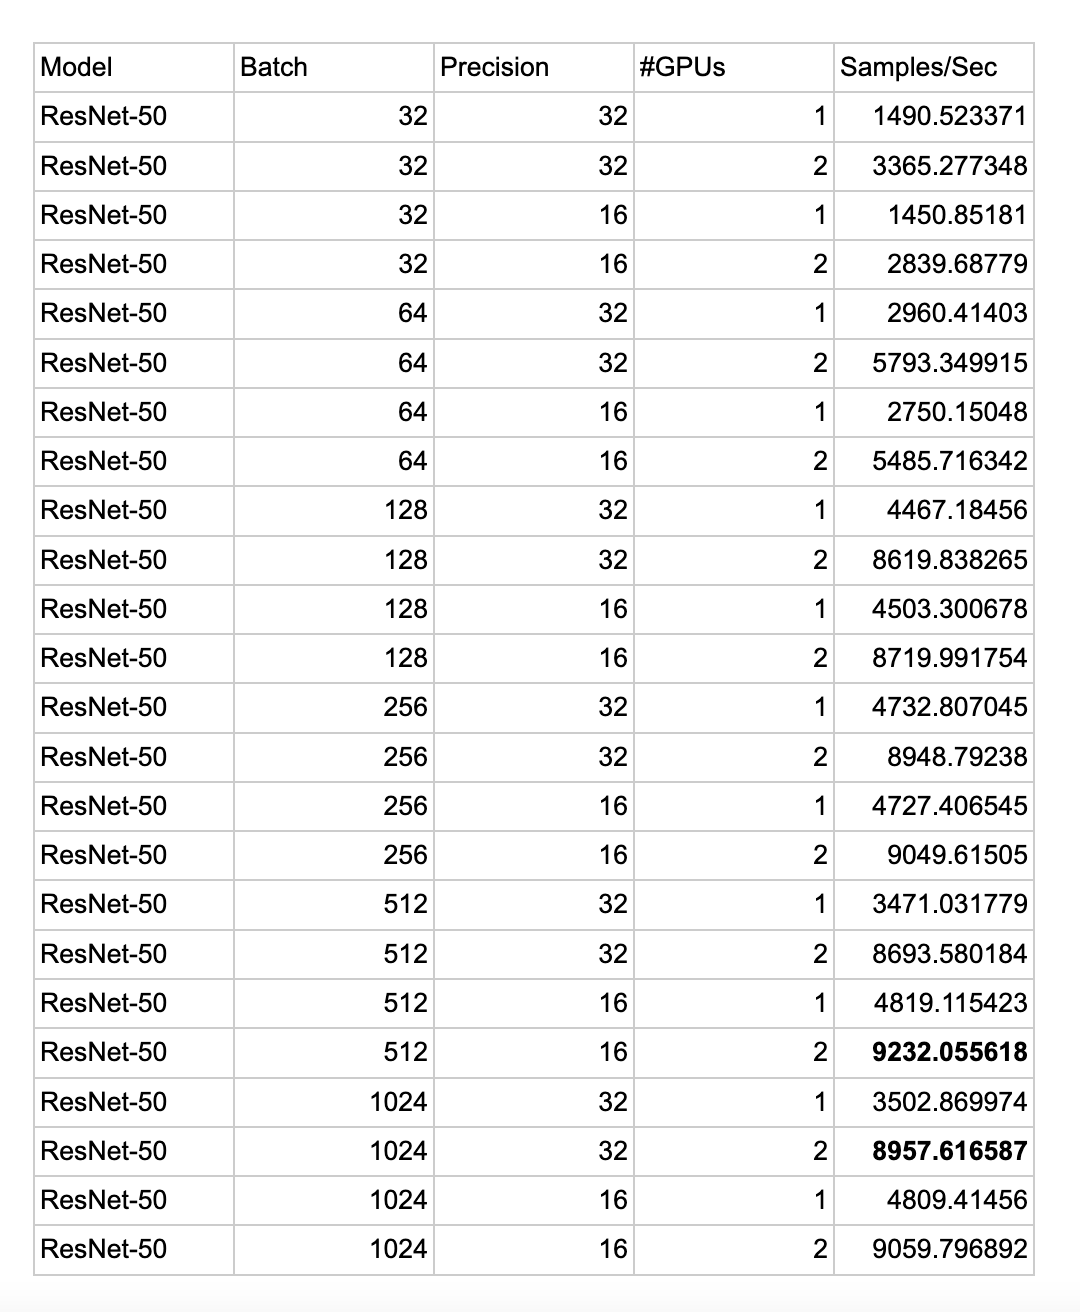 Model Batch Precision #GPUs Samples/Sec
ResNet-50 32 32 1 1490.523371
ResNet-50 32 32 2 3365.277348
ResNet-50 32 16 1 1450.85181
ResNet-50 32 16 2 2839.68779
ResNet-50 64 32 1 2960.41403
ResNet-50 64 32 2 5793.349915
ResNet-50 64 16 1 2750.15048
ResNet-50 64 16 2 5485.716342
ResNet-50 128 32 1 4467.18456
ResNet-50 128 32 2 8619.838265
ResNet-50 128 16 1 4503.300678
ResNet-50 128 16 2 8719.991754
ResNet-50 256 32 1 4732.807045
ResNet-50 256 32 2 8948.79238
ResNet-50 256 16 1 4727.406545
ResNet-50 256 16 2 9049.61505
ResNet-50 512 32 1 3471.031779
ResNet-50 512 32 2 8693.580184
ResNet-50 512 16 1 4819.115423
ResNet-50 512 16 2 9232.055618
ResNet-50 1024 32 1 3502.869974
ResNet-50 1024 32 2 8957.616587
ResNet-50 1024 16 1 4809.41456
ResNet-50 1024 16 2 9059.796892